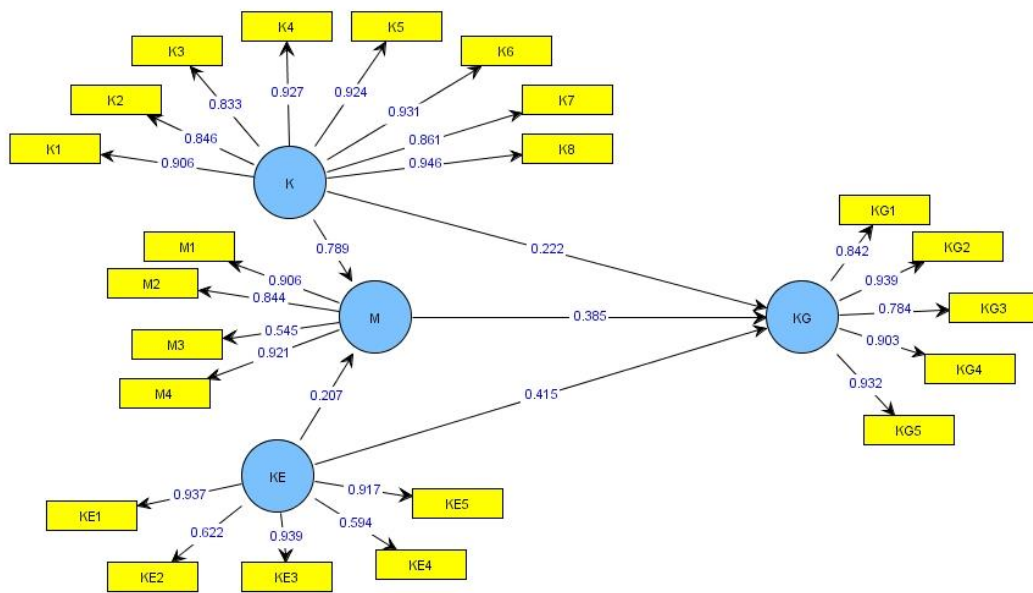 K4
K5
K3
K6
K2
K7
K1
K8
0.927
0.924
0.833
0.931
0.846
0.861
0.906
0.946
K
0.789
0.222
M1
M2
M3
M4
0.906
0.844
0.545
0.921
M
0.385
0.207
0.415
KG1
KG2
KG3
KG4
KG5
0.842
0.939
0.784
0.903
0.932
KG
KE
0.937
0.622
0.939
0.594
0.917
KE1
KE2
KE3
KE4
KE5